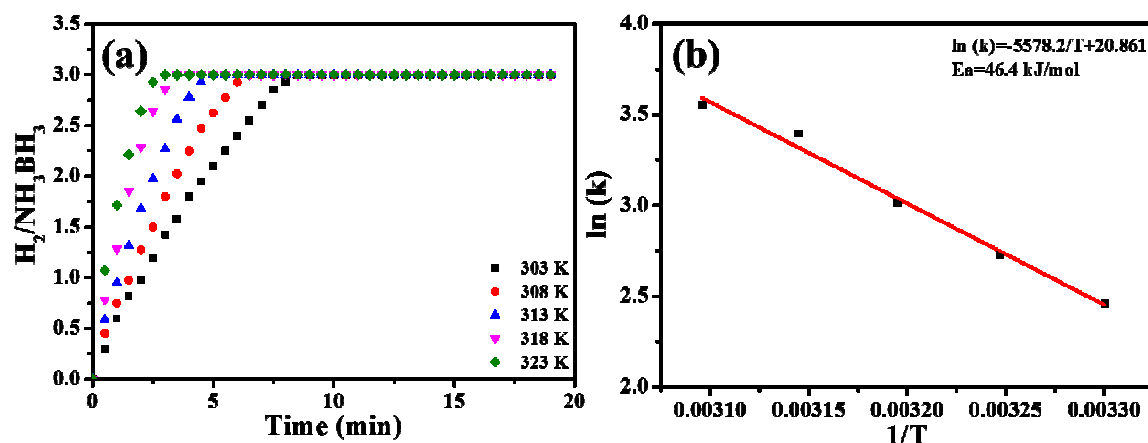 (a)
H2/NH3BH3
3.5
3.0
2.5
2.0
1.5
1.0
0.5
0.0
303 K
308 K
313 K
318 K
323 K
0 5 10 15 20
Time (min)
(b)
ln (k)=-5578.2/T+20.861
Ea=46.4 kJ/mol
ln (k)
4.0
3.5
3.0
2.5
2.0
0.00310 0.00315 0.00320 0.00325 0.00330
1/T